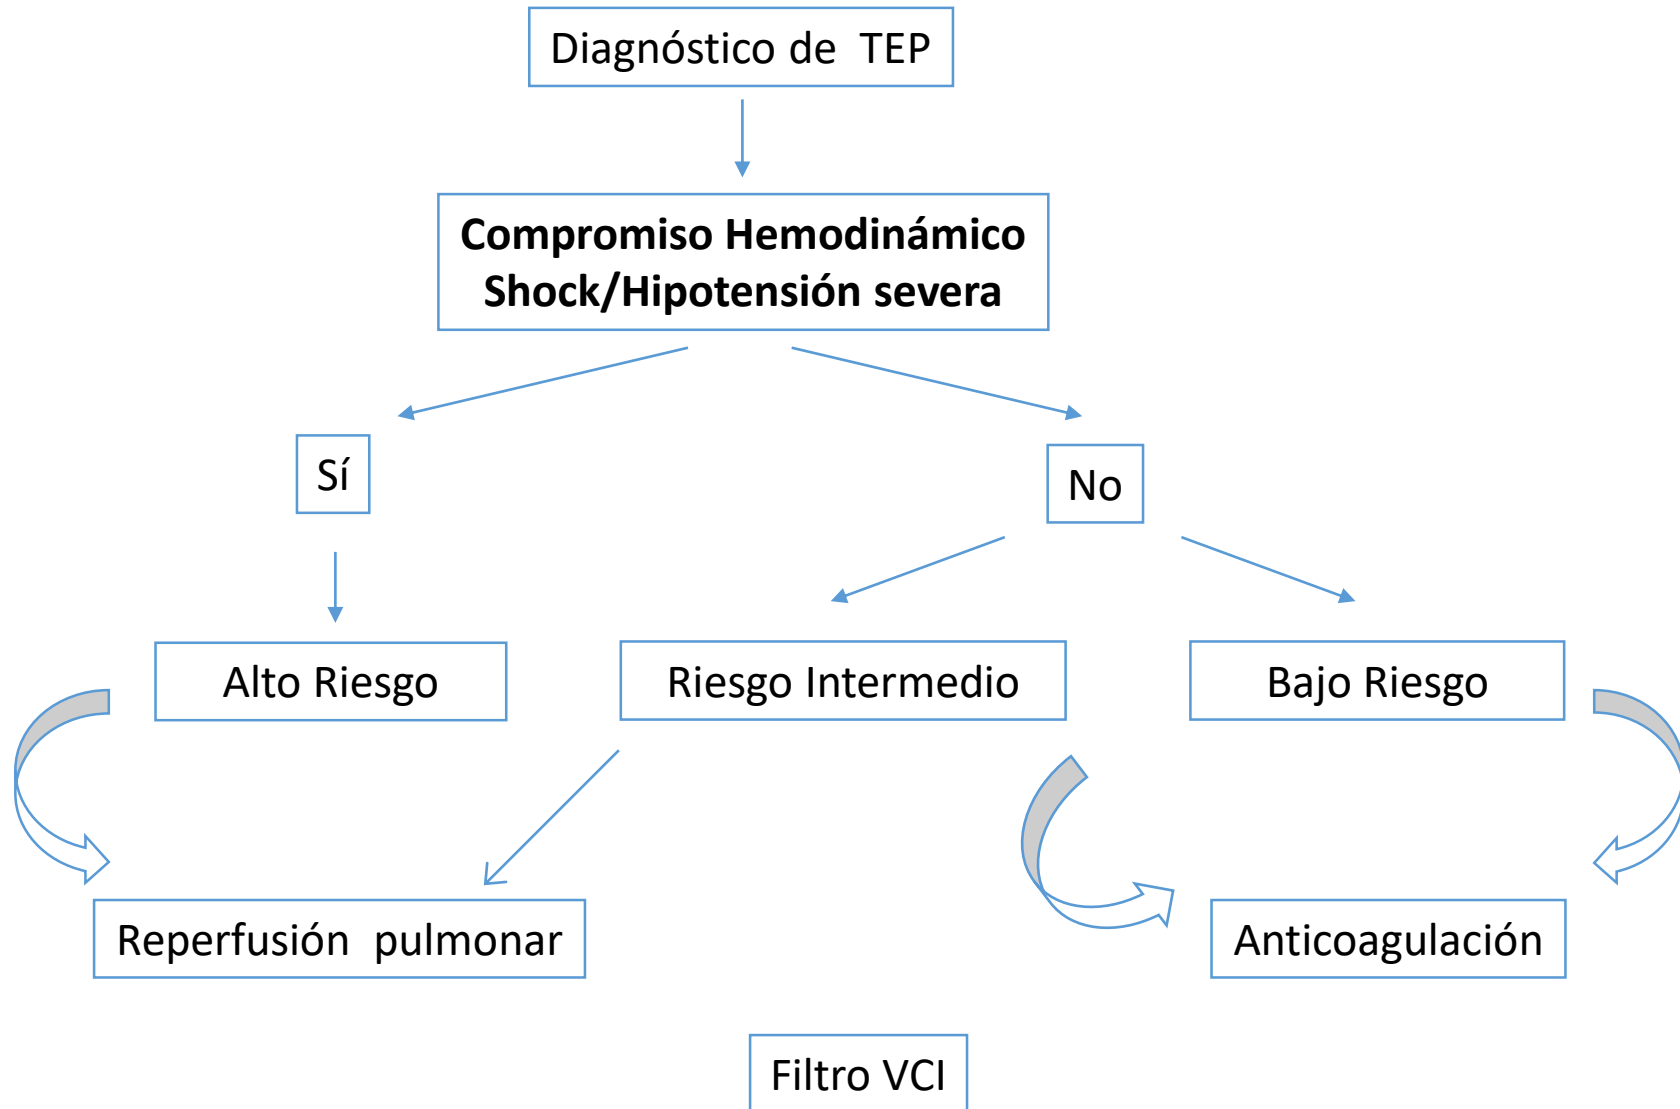 Diagnóstico de  TEP
Compromiso Hemodinámico
Shock/Hipotensión severa
Sí
No
Alto Riesgo
Riesgo Intermedio
Bajo Riesgo
Reperfusión  pulmonar
Anticoagulación
Filtro VCI